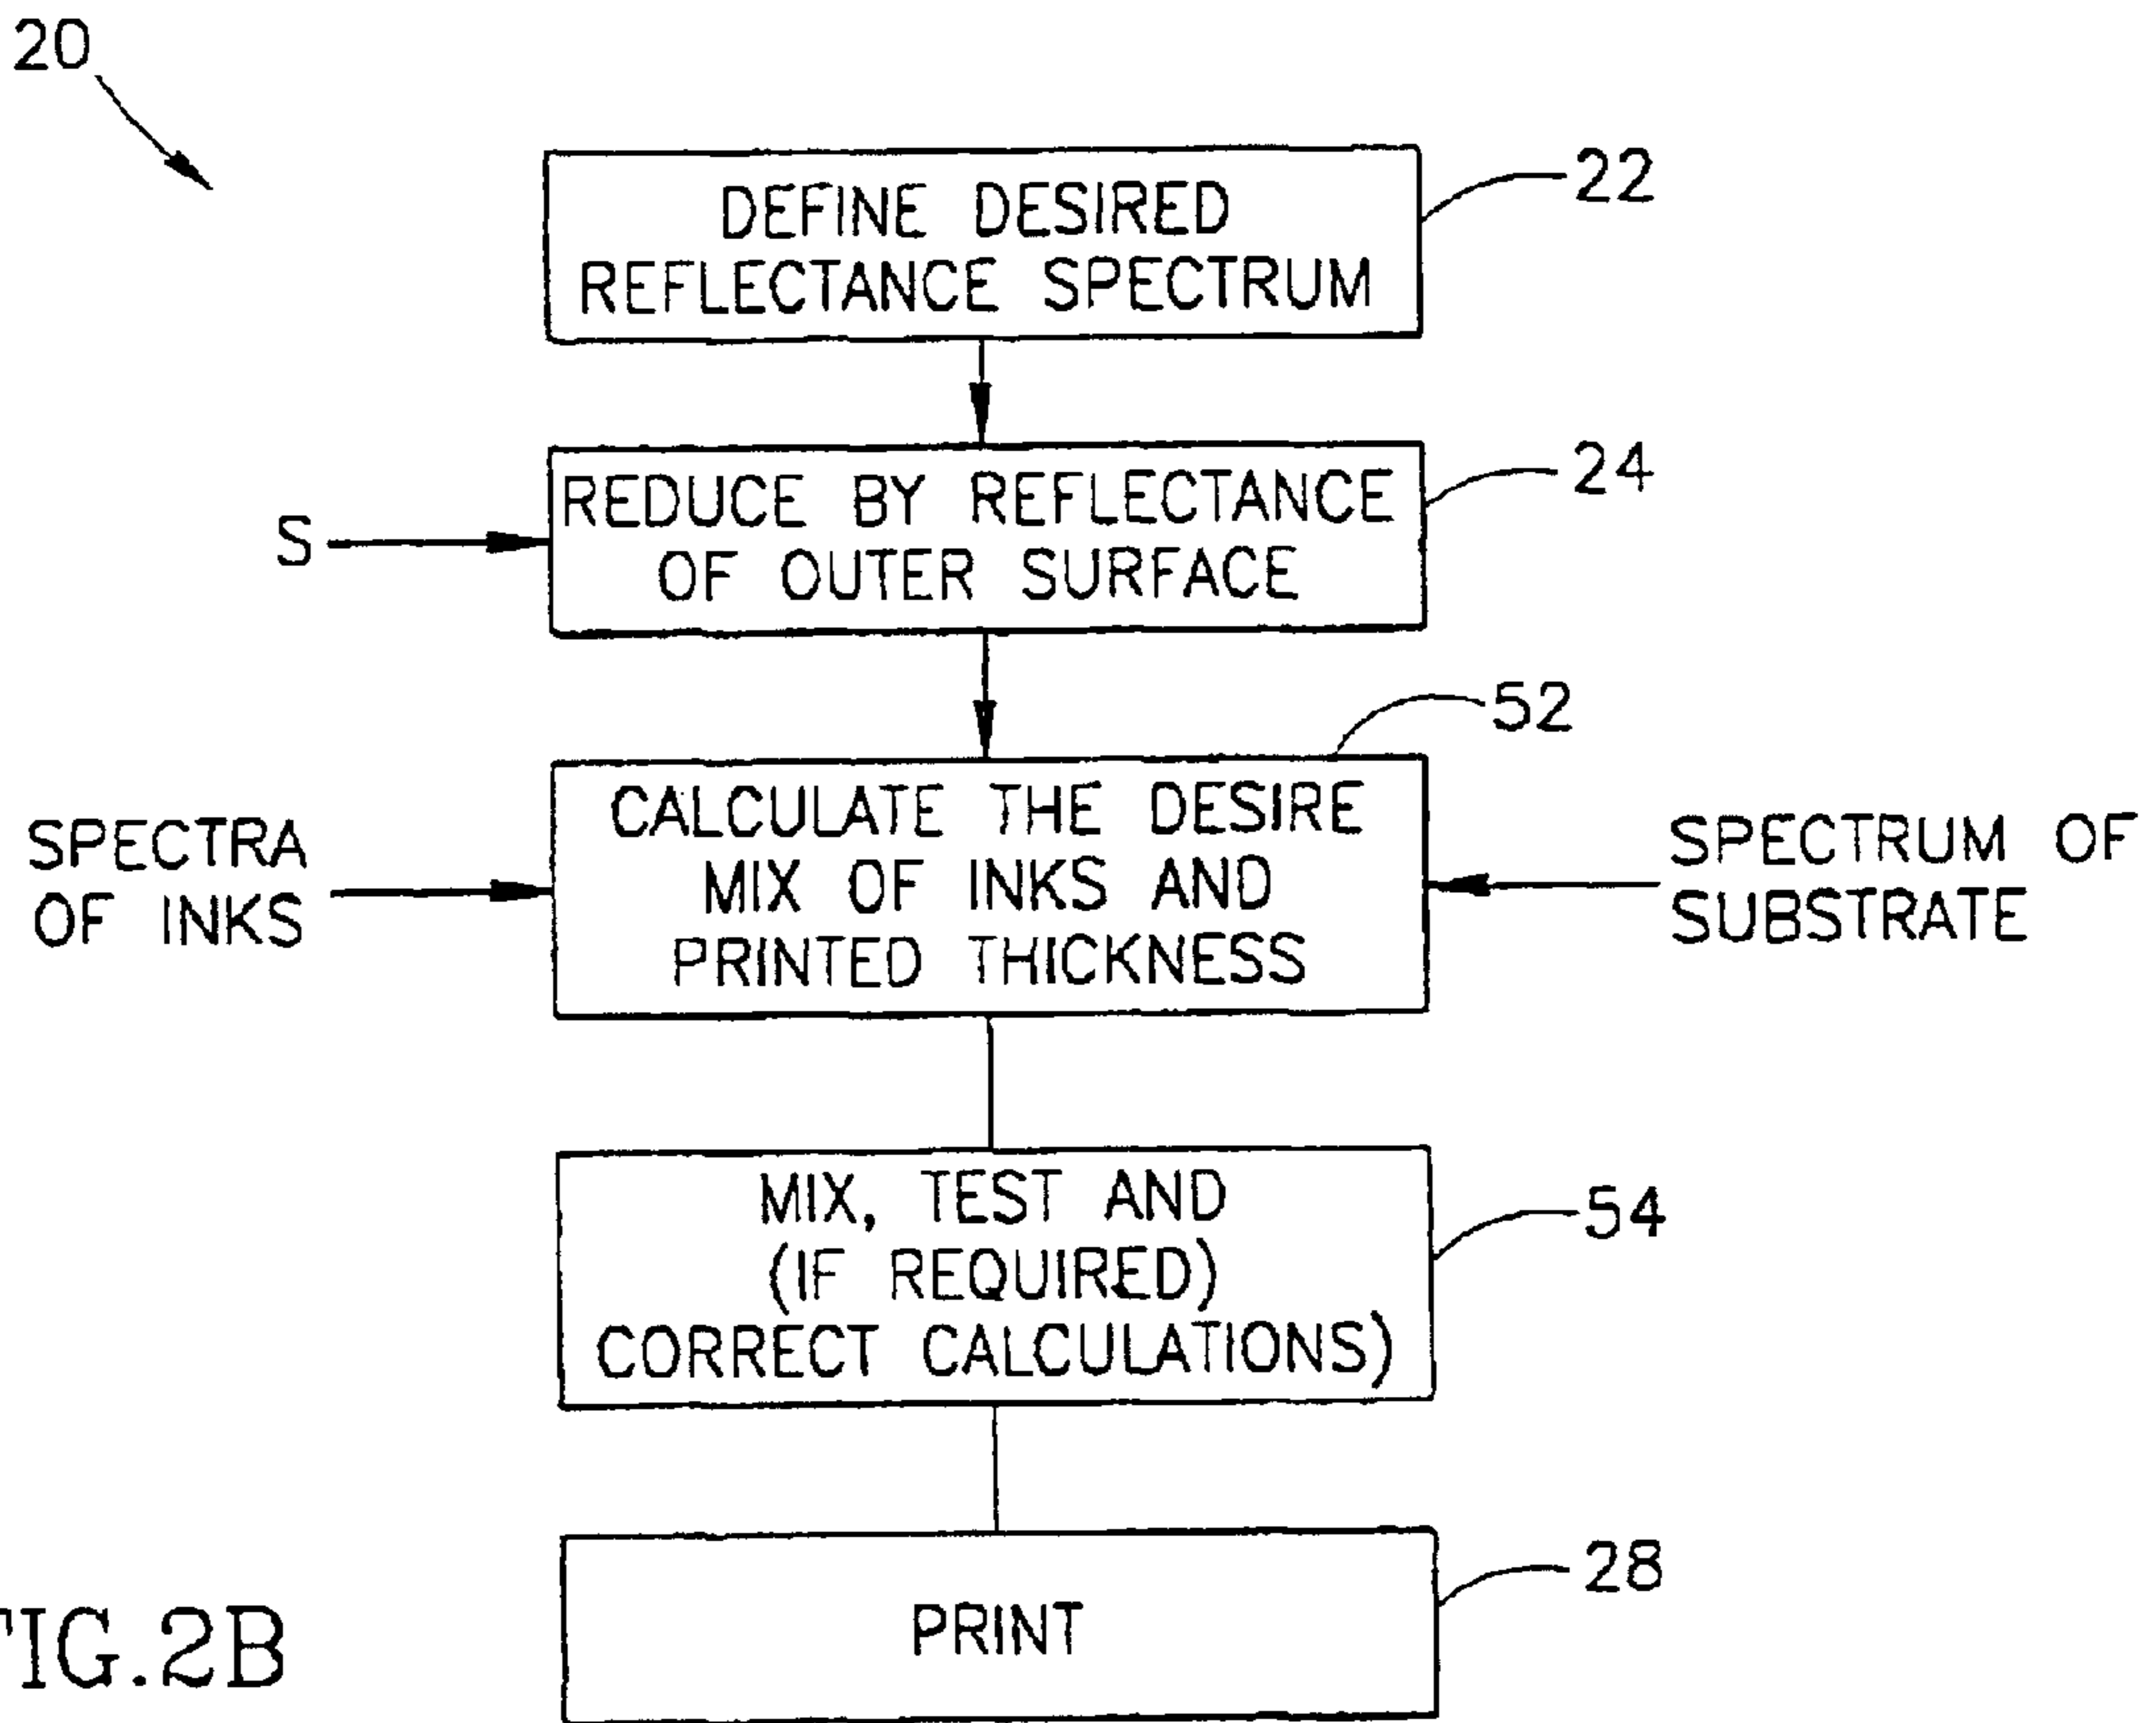 20
DEFINE DESIRED
REFLECTANCE SPECTRUM
22
REDUCE BY REFLECTANCE
OF OUTER SURFACE
24
S
52
CALCULATE THE DESIRE
MIX OF INKS AND
PRINTED THICKNESS
SPECTRA
OF INKS
SPECTRUM OF
SUBSTRATE
MIX, TEST AND
(IF REQUIRED)
CORRECT CALCULATIONS)
54
PRINT
28
FIG.2B